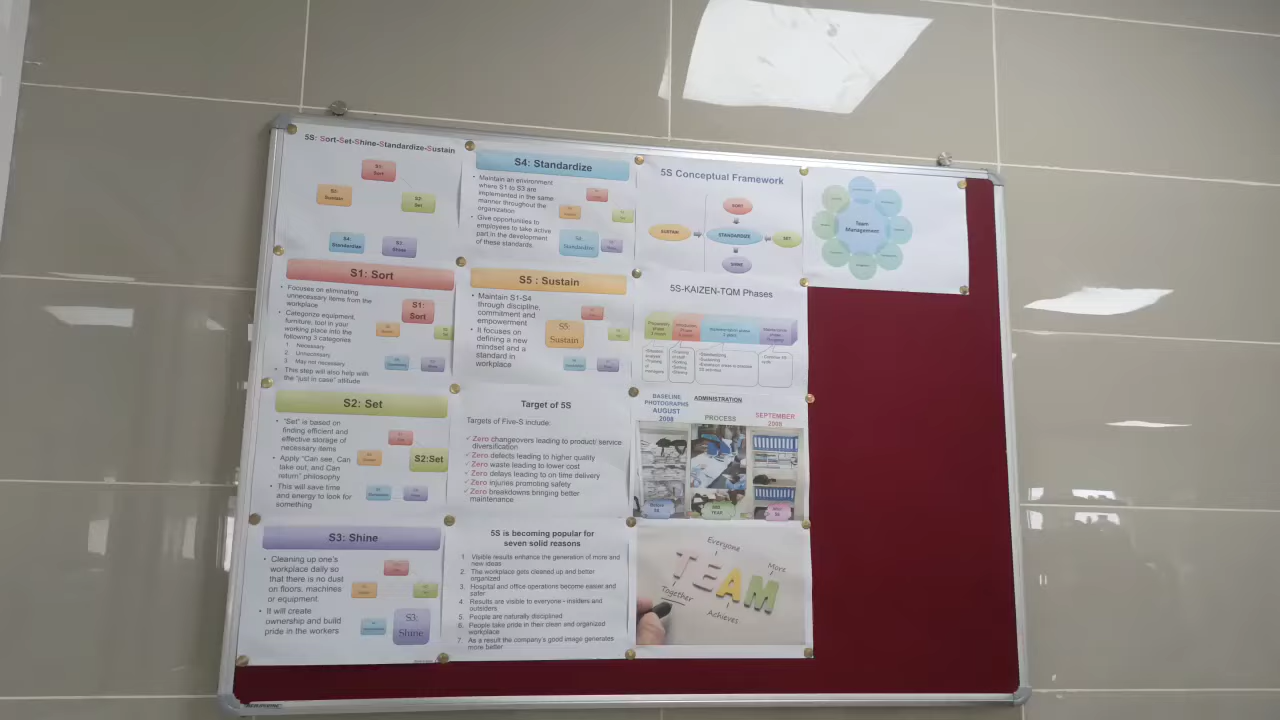 5S: Sort-Set-Shine-Standardize-Sustain
S1:
Sort
S5:
Sustain
S2:
Set
S4:
Standardize
S3:
Shine
S1: Sort
• Focuses on eliminating
unnecessary items from the
workplace
• Categorize equipment,
furniture, tool in your
working place into the
following 3 categories
1. Necessary
2. Unnecessary
3. May not necessary
• This step will also help with
the "just in case" attitude
S1:
Sort
S2: Set
• "Set" is based on
finding efficient and
effective storage of
necessary items
• Apply "Can see, Can
take out, and Can
return" philosophy
• This will save time
and energy to look for
something
S2:Set
S3: Shine
• Cleaning up one's
workplace daily so
that there is no dust
on floors, machines
or equipment.
• It will create
ownership and build
pride in the workers
S3:
Shine
S4: Standardize
• Maintain an environment
where S1 to S3 are
implemented in the same
manner throughout the
organization
• Give opportunities to
employees to take active
part in the development
of these standards.
S4:
Standardize
S5 : Sustain
• Maintain S1-S4
through discipline,
commitment and
empowerment
• It focuses on
defining a new
mindset and a
standard in
workplace
S5:
Sustain
Target of 5S
Targets of Five-S include:
✓ Zero changeovers leading to product/ service
diversification
✓ Zero defects leading to higher quality
✓ Zero waste leading to lower cost
✓ Zero delays leading to on time delivery
✓ Zero injuries promoting safety
✓ Zero breakdowns bringing better
maintenance
5S is becoming popular for
seven solid reasons
1. Visible results enhance the generation of more and
new ideas
2. The workplace gets cleaned up and better
organized
3. Hospital and office operations become easier and
safer
4. Results are visible to everyone - insiders and
outsiders
5. People are naturally disciplined
6. People take pride in their clean and organized
workplace
7. As a result the company's good image generates
more better
5S Conceptual Framework
SORT
SUSTAIN
STANDARDIZE
SET
SHINE
5S-KAIZEN-TQM Phases
BASELINE
PHOTOGRAPHS
AUGUST
2008
ADMINISTRATION
PROCESS
SEPTEMBER
2008
Everyone
More
TEAM
Together
Achieves
Team
Management